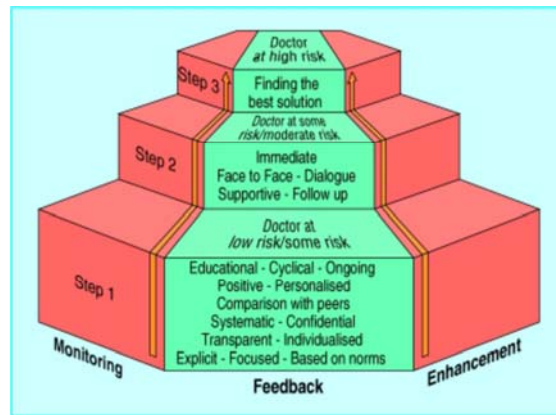 Doctor
at high risk
Step 3
Finding the
best solution
Doctor at some
risk/moderate risk
Step 2
Immediate
Face to Face - Dialogue
Supportive - Follow up
Doctor at
low risk/some risk
Step 1
Educational - Cyclical - Ongoing
Positive - Personalised
Comparison with peers
Systematic - Confidential
Transparent - Individualised
Explicit - Focused - Based on norms
Monitoring
Feedback
Enhancement